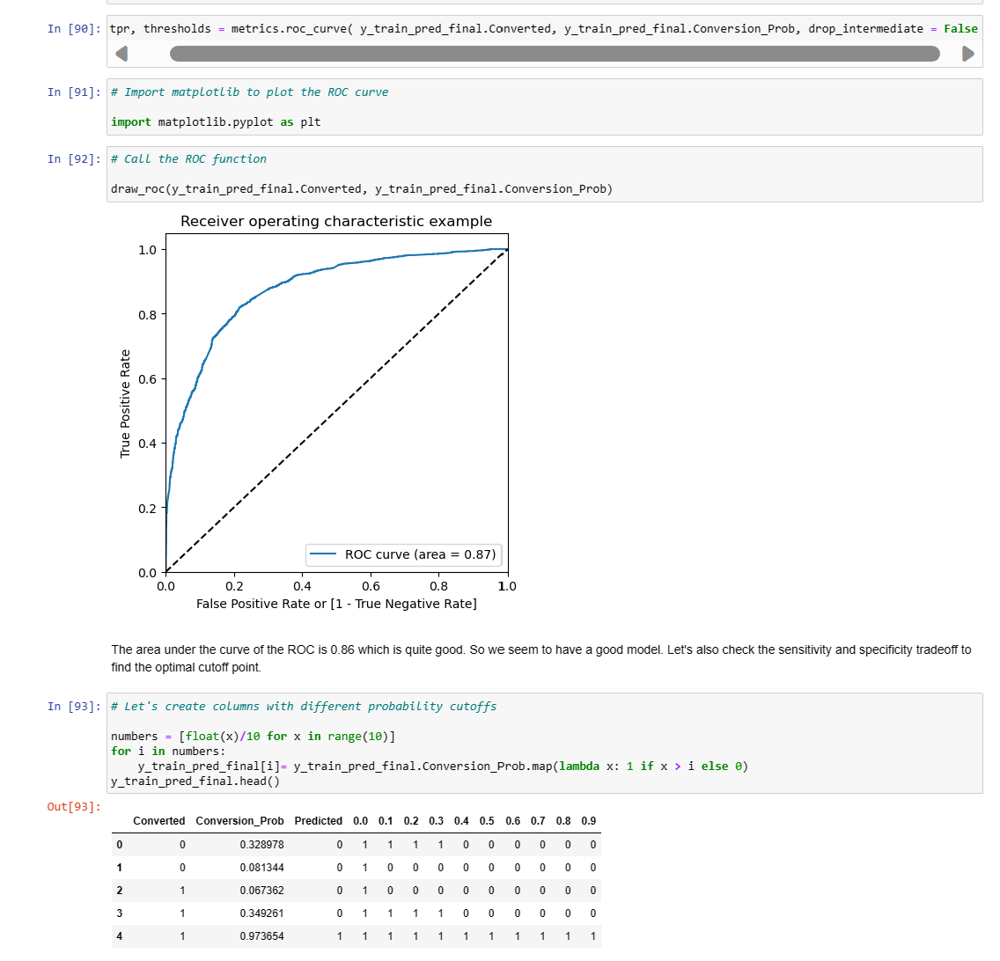 In [90]: tpr, thresholds = metrics.roc_curve( y_train_pred_final.Converted, y_train_pred_final.Conversion_Prob, drop_intermediate = False
In [91]: # Import matplotlib to plot the ROC curve
import matplotlib.pyplot as plt
In [92]: # Call the ROC function
draw_roc(y_train_pred_final.Converted, y_train_pred_final.Conversion_Prob)
Receiver operating characteristic example
1.0
0.8
0.6
0.4
0.2
0.0
True Positive Rate
ROC curve (area = 0.87)
0.0 0.2 0.4 0.6 0.8 1.0
False Positive Rate or [1 - True Negative Rate]
The area under the curve of the ROC is 0.86 which is quite good. So we seem to have a good model. Let's also check the sensitivity and specificity tradeoff to
find the optimal cutoff point.
In [93]: # Let's create columns with different probability cutoffs
numbers = [float(x)/10 for x in range(10)]
for i in numbers:
    y_train_pred_final[i]= y_train_pred_final.Conversion_Prob.map(lambda x: 1 if x > i else 0)
y_train_pred_final.head()
Out[93]:
Converted Conversion_Prob Predicted 0.0 0.1 0.2 0.3 0.4 0.5 0.6 0.7 0.8 0.9
0 0 0.328978 0 1 1 1 1 0 0 0 0 0 0
1 0 0.081344 0 1 0 0 0 0 0 0 0 0 0
2 1 0.067362 0 1 0 0 0 0 0 0 0 0 0
3 1 0.349261 0 1 1 1 1 0 0 0 0 0 0
4 1 0.973654 1 1 1 1 1 1 1 1 1 1 1